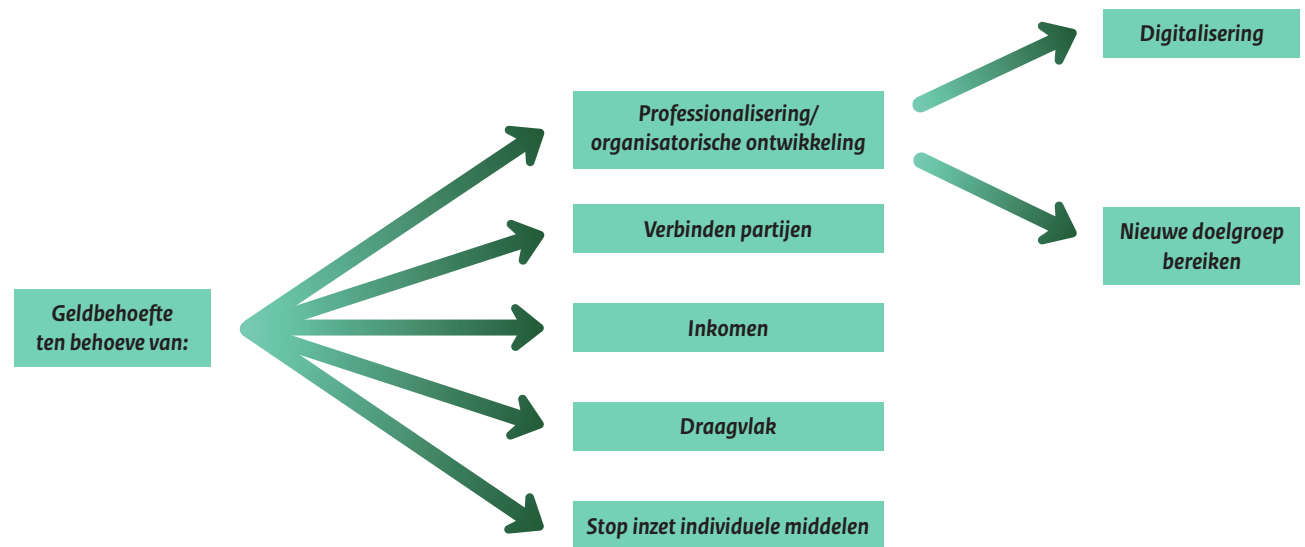 Geldbehoefte
ten behoeve van:
Professionalisering/
organisatorische ontwikkeling
Verbinden partijen
Inkomen
Draagvlak
Stop inzet individuele middelen
Digitalisering
Nieuwe doelgroep
bereiken